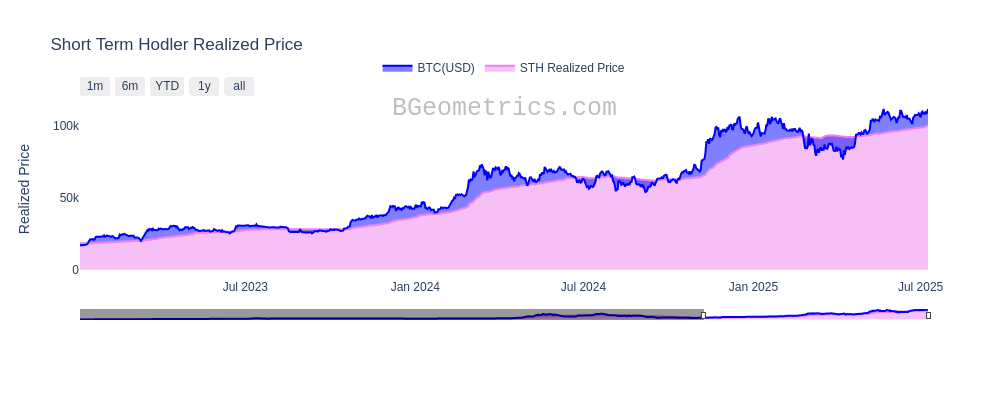 Short Term Hodler Realized Price
BTC(USD) STH Realized Price
1m 6m YTD 1y all
BGeometrics.com
Realized Price
100k
50k
0
Jul 2023 Jan 2024 Jul 2024 Jan 2025 Jul 2025